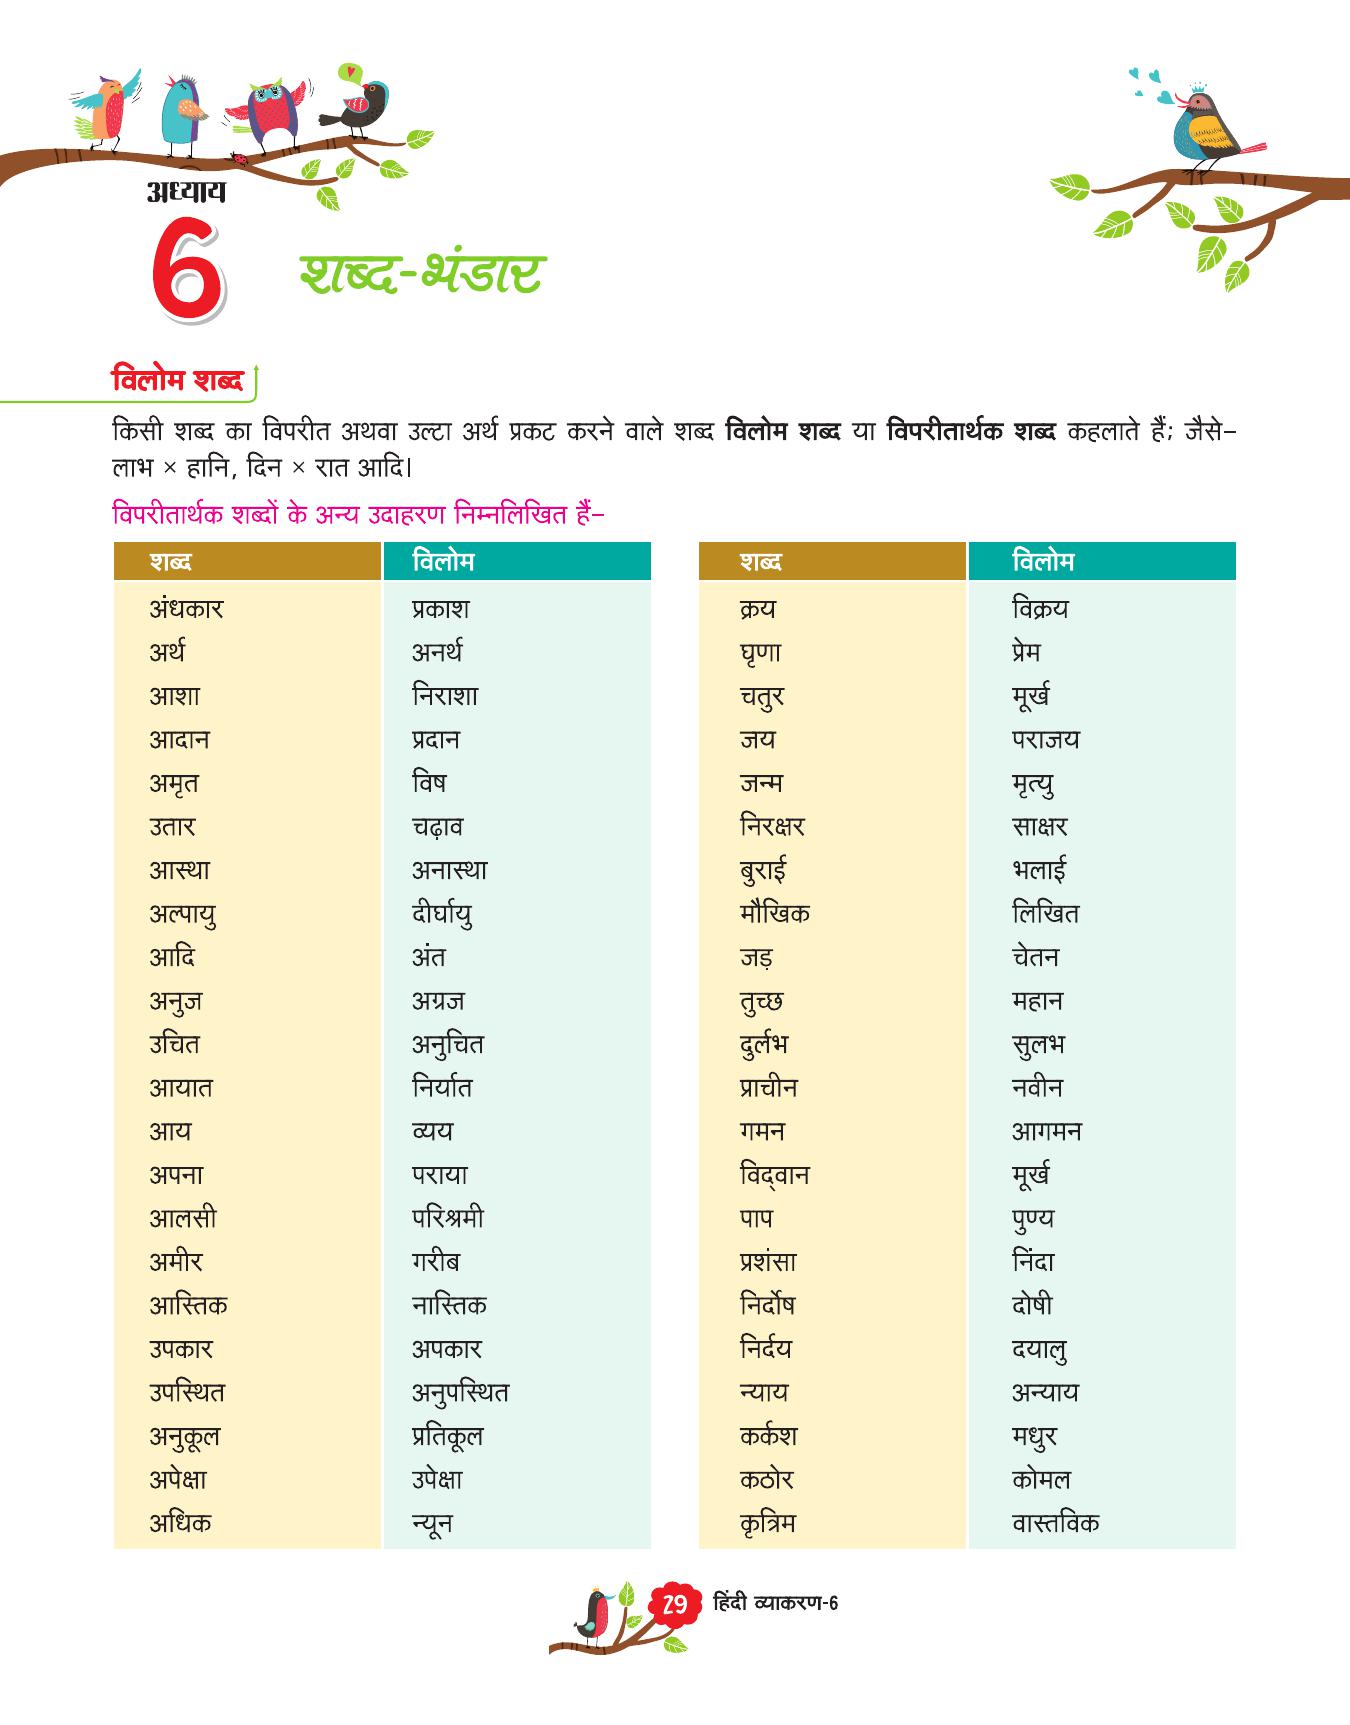 अध्याय
6
शब्द-भंडार
विलोम शब्द
किसी शब्द का विपरीत अथवा उल्टा अर्थ प्रकट करने वाले शब्द विलोम शब्द या विपरीतार्थक शब्द कहलाते हैं; जैसे–
लाभ × हानि, दिन × रात आदि।
विपरीतार्थक शब्दों के अन्य उदाहरण निम्नलिखित हैं–
शब्द विलोम शब्द विलोम
अंधकार प्रकाश क्रय विक्रय
अर्थ अनर्थ घृणा प्रेम
आशा निराशा चतुर मूर्ख
आदान प्रदान जय पराजय
अमृत विष जन्म मृत्यु
उतार चढ़ाव निरक्षर साक्षर
आस्था अनास्था बुराई भलाई
अल्पायु दीर्घायु मौखिक लिखित
आदि अंत जड़ चेतन
अनुज अग्रज तुच्छ महान
उचित अनुचित दुर्लभ सुलभ
आयात निर्यात प्राचीन नवीन
आय व्यय गमन आगमन
अपना पराया विद्‌वान मूर्ख
आलसी परिश्रमी पाप पुण्य
अमीर गरीब प्रशंसा निंदा
आस्तिक नास्तिक निर्दोष दोषी
उपकार अपकार निर्दय दयालु
उपस्थित अनुपस्थित न्याय अन्याय
अनुकूल प्रतिकूल कर्कश मधुर
अपेक्षा उपेक्षा कठोर कोमल
अधिक न्यून कृत्रिम वास्तविक
29 हिंदी व्याकरण-6